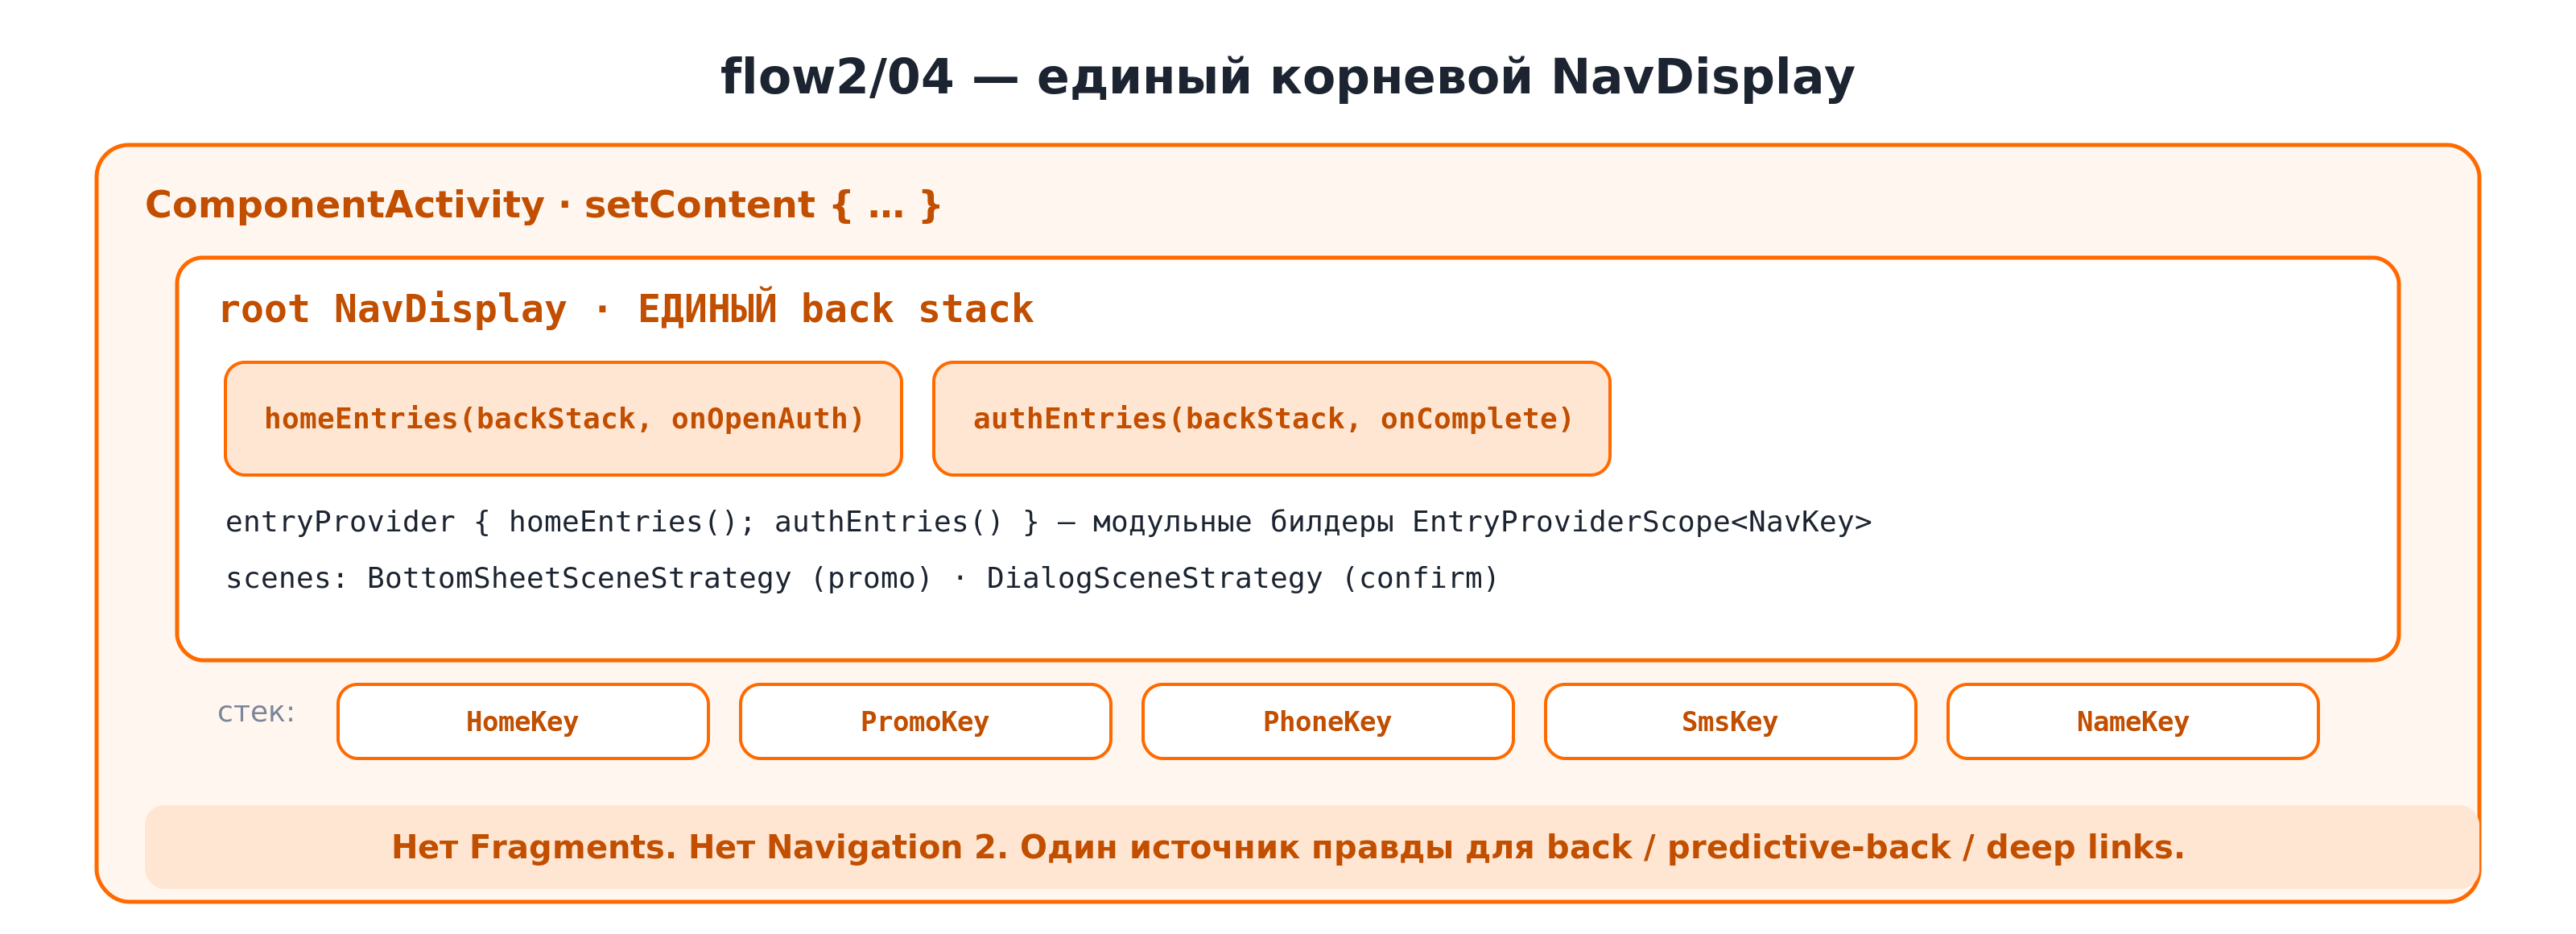 flow2/04 — единый корневой NavDisplay
ComponentActivity · setContent { … }
root NavDisplay · ЕДИНЫЙ back stack
homeEntries(backStack, onOpenAuth)
authEntries(backStack, onComplete)
entryProvider { homeEntries(); authEntries() } — модульные билдеры EntryProviderScope<NavKey>
scenes: BottomSheetSceneStrategy (promo) · DialogSceneStrategy (confirm)
стек:
HomeKey
PromoKey
PhoneKey
SmsKey
NameKey
Нет Fragments. Нет Navigation 2. Один источник правды для back / predictive-back / deep links.